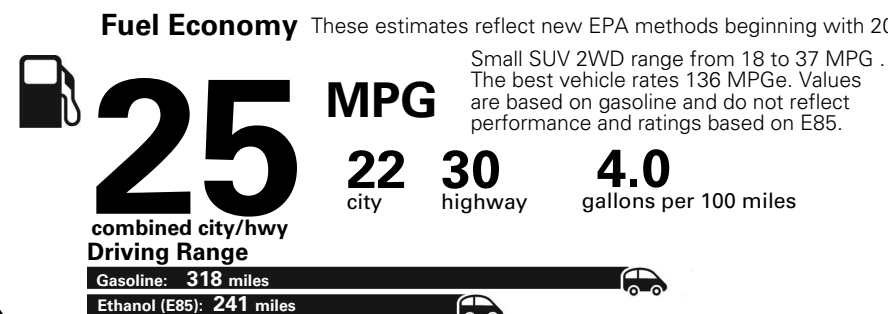 Fuel Economy These estimates reflect new EPA methods beginning with
Small SUV 2WD range from 18 to 37 MPG .
The best vehicle rates 136 MPGe. Values
are based on gasoline and do not reflect
performance and ratings based on E85.
25 MPG
22 30 4.0
city highway gallons per 100 miles
combined city/hwy
Driving Range
Gasoline: 318 miles
Ethanol (E85): 241 miles